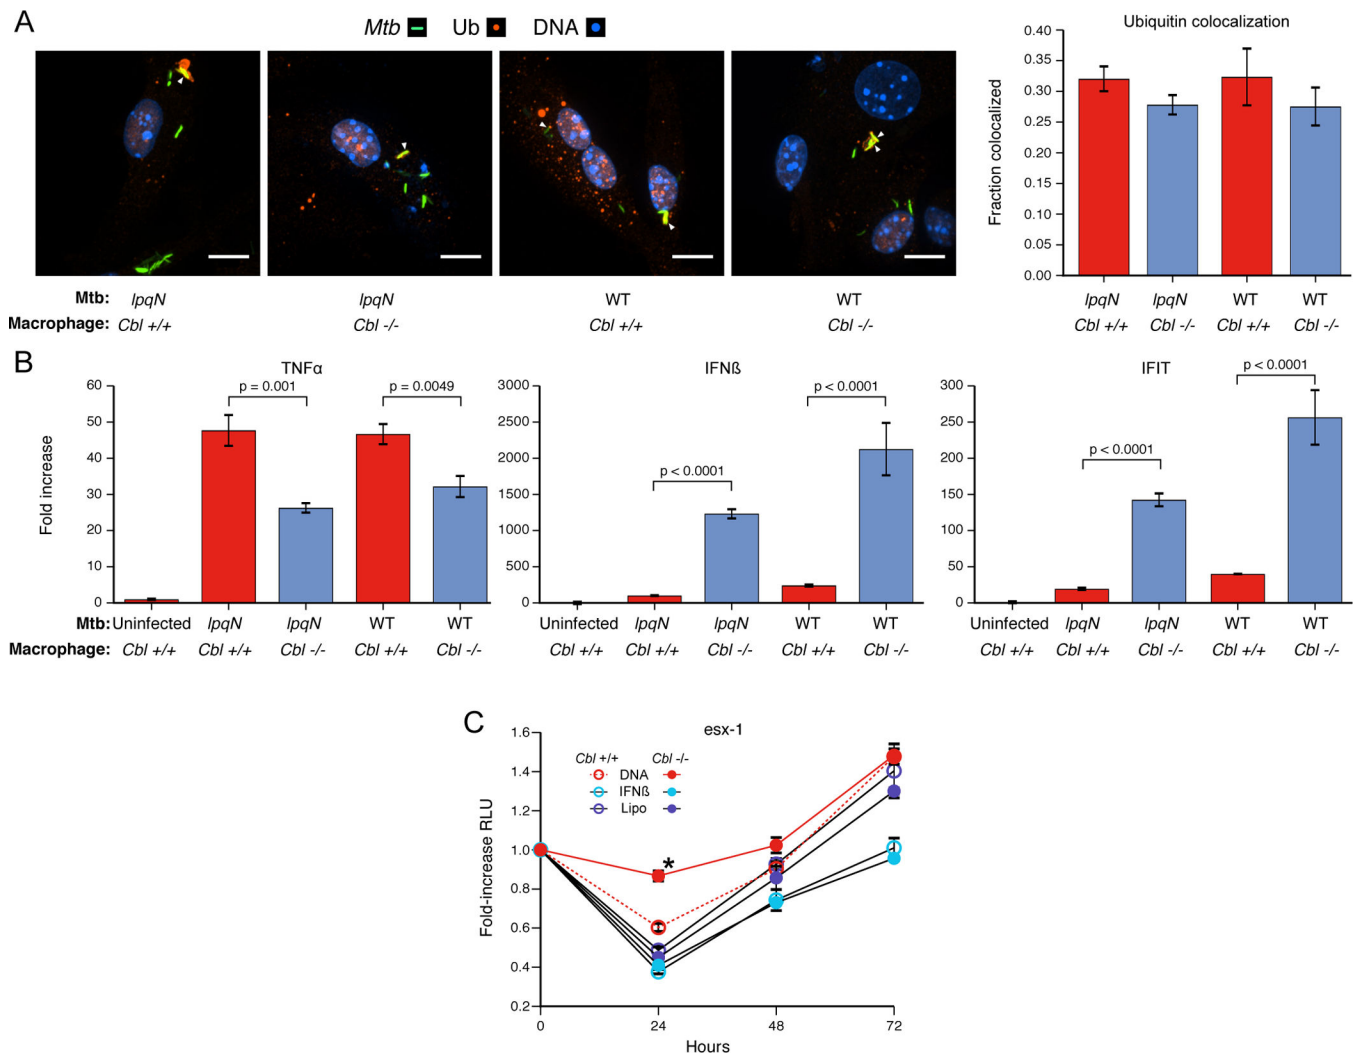 A
Mtb Ub DNA
Mtb: lpqN lpqN WT WT
Macrophage: Cbl +/+ Cbl -/- Cbl +/+ Cbl -/-
Ubiquitin colocalization
Fraction colocalized
0.40
0.35
0.30
0.25
0.20
0.15
0.10
0.05
0.00
lpqN lpqN WT WT
Cbl +/+ Cbl -/- Cbl +/+ Cbl -/-
B
TNFα
Fold increase
60
50
40
30
20
10
0
p = 0.001 p = 0.0049
Mtb: Uninfected lpqN lpqN WT WT
Macrophage: Cbl +/+ Cbl +/+ Cbl -/- Cbl +/+ Cbl -/-
IFNß
3000
2500
2000
1500
1000
500
0
p < 0.0001
p < 0.0001
Uninfected lpqN lpqN WT WT
Cbl +/+ Cbl +/+ Cbl -/- Cbl +/+ Cbl -/-
IFIT
300
250
200
150
100
50
0
p < 0.0001
p < 0.0001
Uninfected lpqN lpqN WT WT
Cbl +/+ Cbl +/+ Cbl -/- Cbl +/+ Cbl -/-
C
esx-1
Fold-increase RLU
1.6
1.4
1.2
1.0
0.8
0.6
0.4
0.2
Cbl +/+ Cbl -/-
DNA
IFNß
Lipo
*
0 24 48 72
Hours